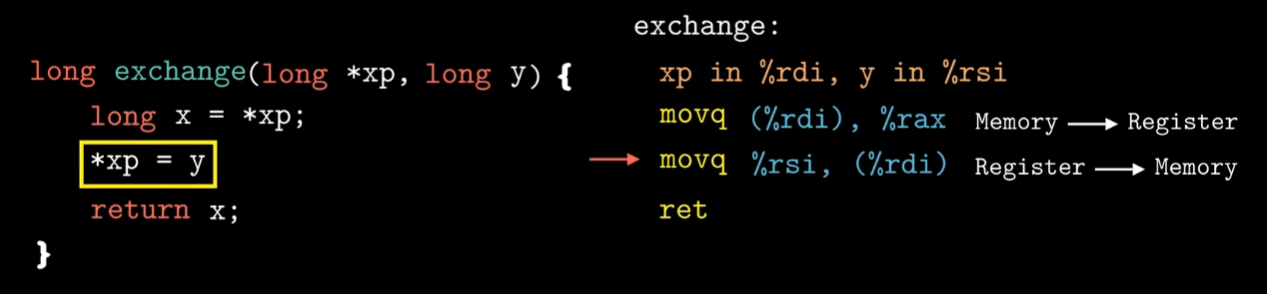 long exchange(long *xp, long y) {
long x = *xp;
*xp = y
return x;
}
exchange:
xp in %rdi, y in %rsi
movq (%rdi), %rax Memory ⟶ Register
movq %rsi, (%rdi) Register ⟶ Memory
ret